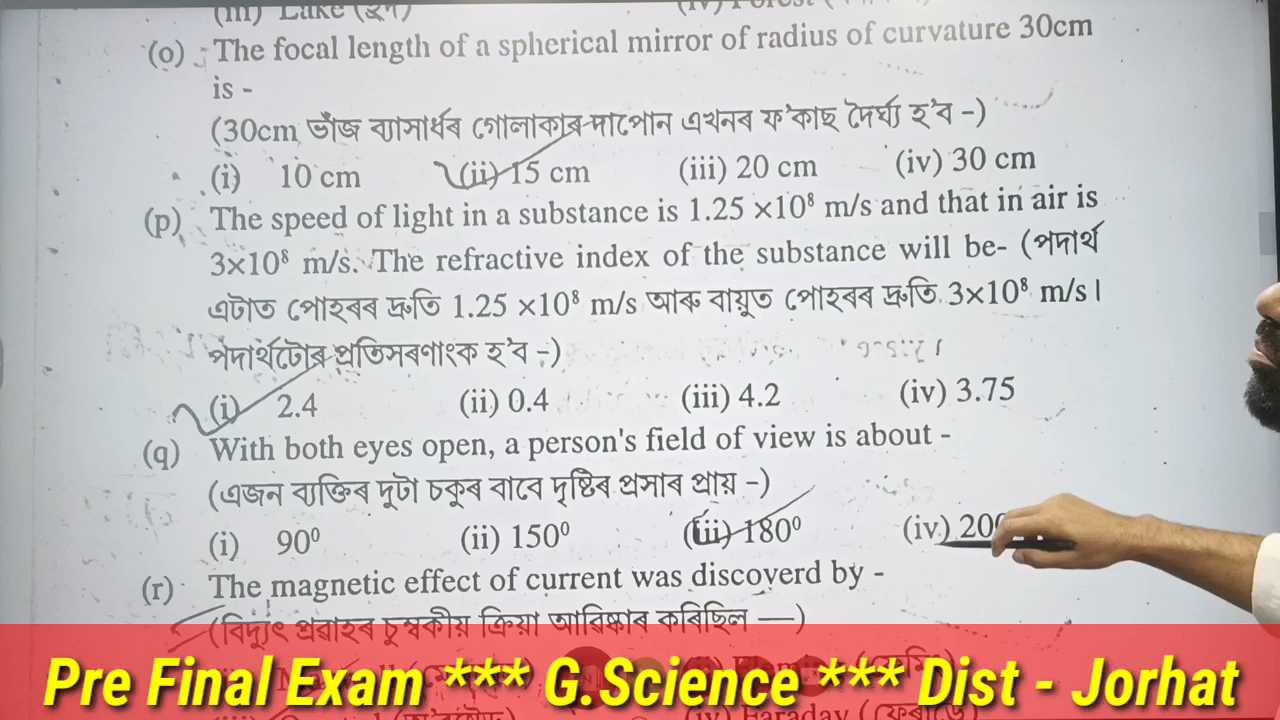 (m) Lake (হ্ৰদ)
(o) The focal length of a spherical mirror of radius of curvature 30cm
is -
(30cm ভাঁজ ব্যাসাৰ্ধৰ গোলাকাৰ দাপোন এখনৰ ফ'কাছ দৈৰ্ঘ্য হ'ব -)
(i) 10 cm (ii) 15 cm (iii) 20 cm (iv) 30 cm
(p) The speed of light in a substance is 1.25 ×10⁸ m/s and that in air is
3×10⁸ m/s. The refractive index of the substance will be- (পদাৰ্থ
এটাত পোহৰৰ দ্ৰুতি 1.25 ×10⁸ m/s আৰু বায়ুত পোহৰৰ দ্ৰুতি 3×10⁸ m/s।
পদাৰ্থটোৰ প্ৰতিসৰণাংক হ'ব -)
(i) 2.4 (ii) 0.4 (iii) 4.2 (iv) 3.75
(q) With both eyes open, a person's field of view is about -
(এজন ব্যক্তিৰ দুটা চকুৰ বাবে দৃষ্টিৰ প্ৰসাৰ প্ৰায় -)
(i) 90⁰ (ii) 150⁰ (iii) 180⁰ (iv)
(r) The magnetic effect of current was discoverd by -
(বিদ্যুৎ প্ৰৱাহৰ চুম্বকীয় ক্ৰিয়া আৱিষ্কাৰ কৰিছিল —)
Pre Final Exam *** G.Science *** Dist - Jorhat
(iv) Faraday (ফেৰাডে)